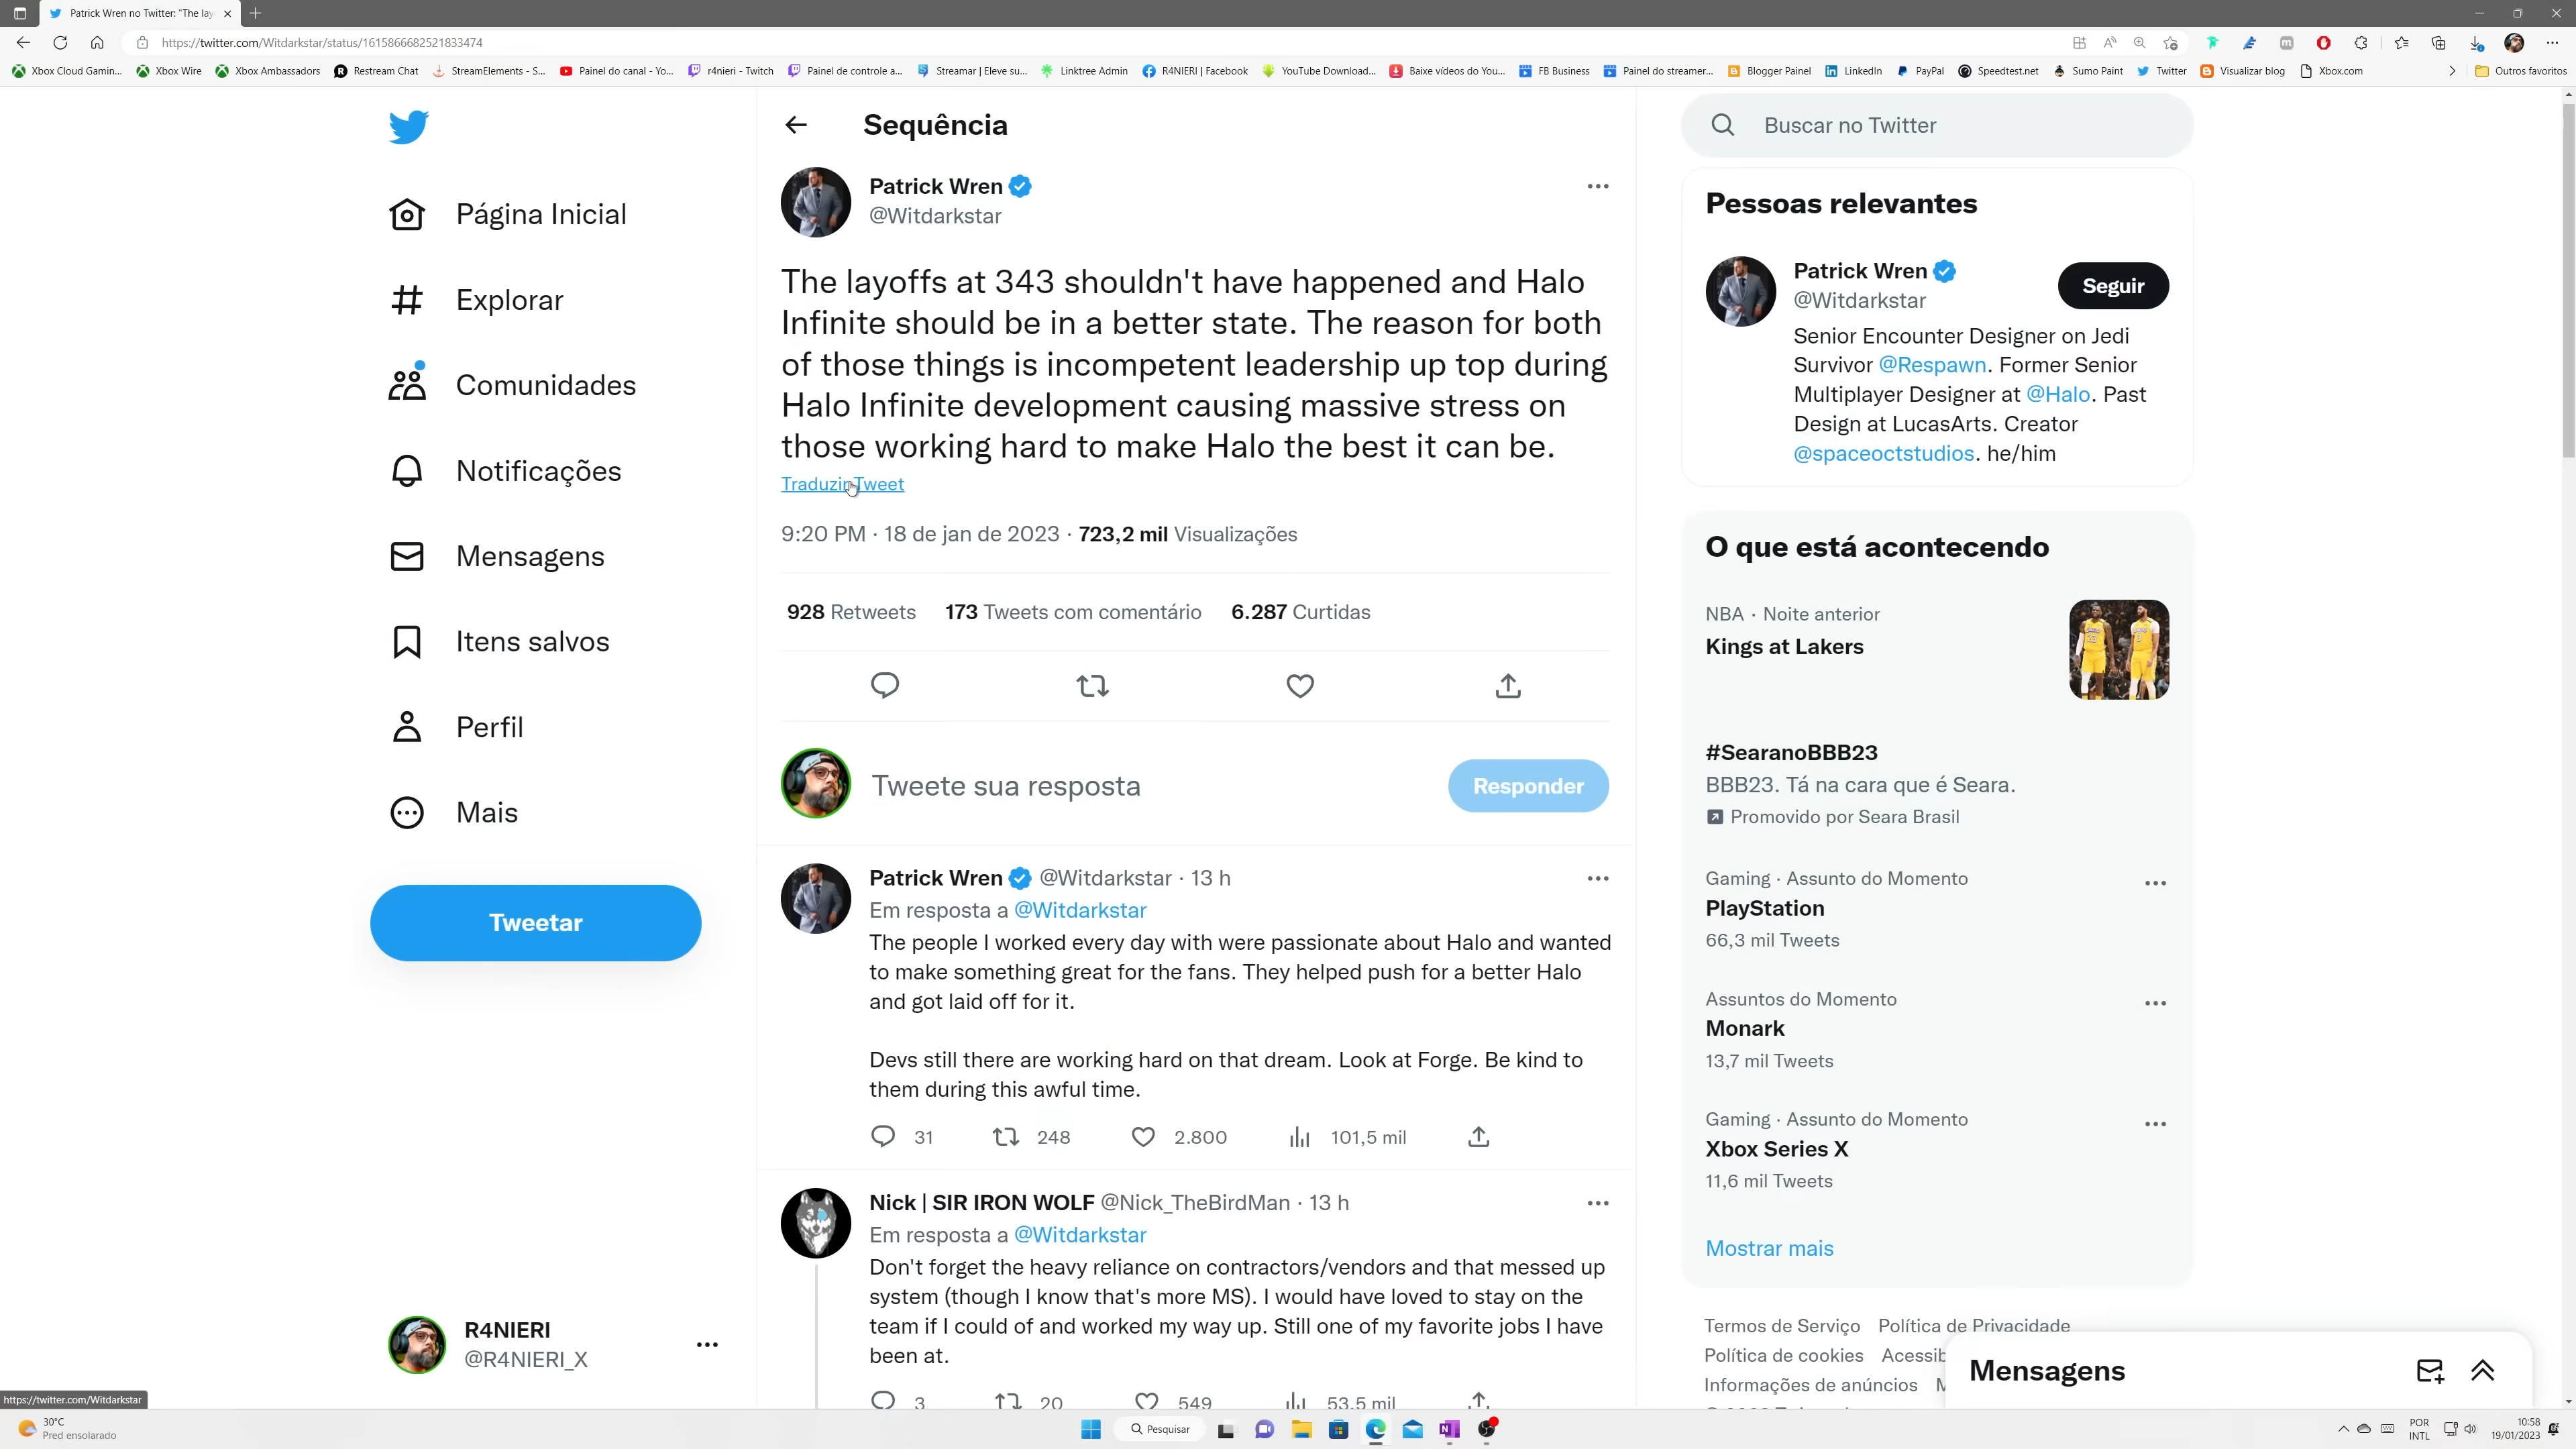 Patrick Wren no Twitter: "The lay
https://twitter.com/Witdarkstar/status/1615866682521833474
Xbox Cloud Gamin...
Xbox Wire
Xbox Ambassadors
Restream Chat
StreamElements - S...
Painel do canal - Yo...
r4nieri - Twitch
Painel de controle a...
Streamar | Eleve su...
Linktree Admin
R4NIERI | Facebook
YouTube Download...
Baixe vídeos do You...
FB Business
Painel do streamer...
Blogger Painel
LinkedIn
PayPal
Speedtest.net
Sumo Paint
Twitter
Visualizar blog
Xbox.com
Outros favoritos
Página Inicial
Explorar
Comunidades
Notificações
Mensagens
Itens salvos
Perfil
Mais
Tweetar
R4NIERI
@R4NIERI_X
https://twitter.com/Witdarkstar
Sequência
Patrick Wren
@Witdarkstar
The layoffs at 343 shouldn't have happened and Halo
Infinite should be in a better state. The reason for both
of those things is incompetent leadership up top during
Halo Infinite development causing massive stress on
those working hard to make Halo the best it can be.
Traduzir Tweet
9:20 PM · 18 de jan de 2023 · 723,2 mil Visualizações
928 Retweets 173 Tweets com comentário 6.287 Curtidas
Tweete sua resposta
Responder
Patrick Wren @Witdarkstar · 13 h
Em resposta a @Witdarkstar
The people I worked every day with were passionate about Halo and wanted
to make something great for the fans. They helped push for a better Halo
and got laid off for it.
Devs still there are working hard on that dream. Look at Forge. Be kind to
them during this awful time.
31 248 2.800 101,5 mil
Nick | SIR IRON WOLF @Nick_TheBirdMan · 13 h
Em resposta a @Witdarkstar
Don't forget the heavy reliance on contractors/vendors and that messed up
system (though I know that's more MS). I would have loved to stay on the
team if I could of and worked my way up. Still one of my favorite jobs I have
been at.
3 20 549 53,5 mil
Buscar no Twitter
Pessoas relevantes
Patrick Wren
@Witdarkstar
Seguir
Senior Encounter Designer on Jedi
Survivor @Respawn. Former Senior
Multiplayer Designer at @Halo. Past
Design at LucasArts. Creator
@spaceoctstudios. he/him
O que está acontecendo
NBA · Noite anterior
Kings at Lakers
#SearanoBBB23
BBB23. Tá na cara que é Seara.
Promovido por Seara Brasil
Gaming · Assunto do Momento
PlayStation
66,3 mil Tweets
Assuntos do Momento
Monark
13,7 mil Tweets
Gaming · Assunto do Momento
Xbox Series X
11,6 mil Tweets
Mostrar mais
Termos de Serviço Política de Privacidade
Política de cookies Acessib
Informações de anúncios
Mensagens
30°C
Pred ensolarado
Pesquisar
POR
INTL
10:58
19/01/2023